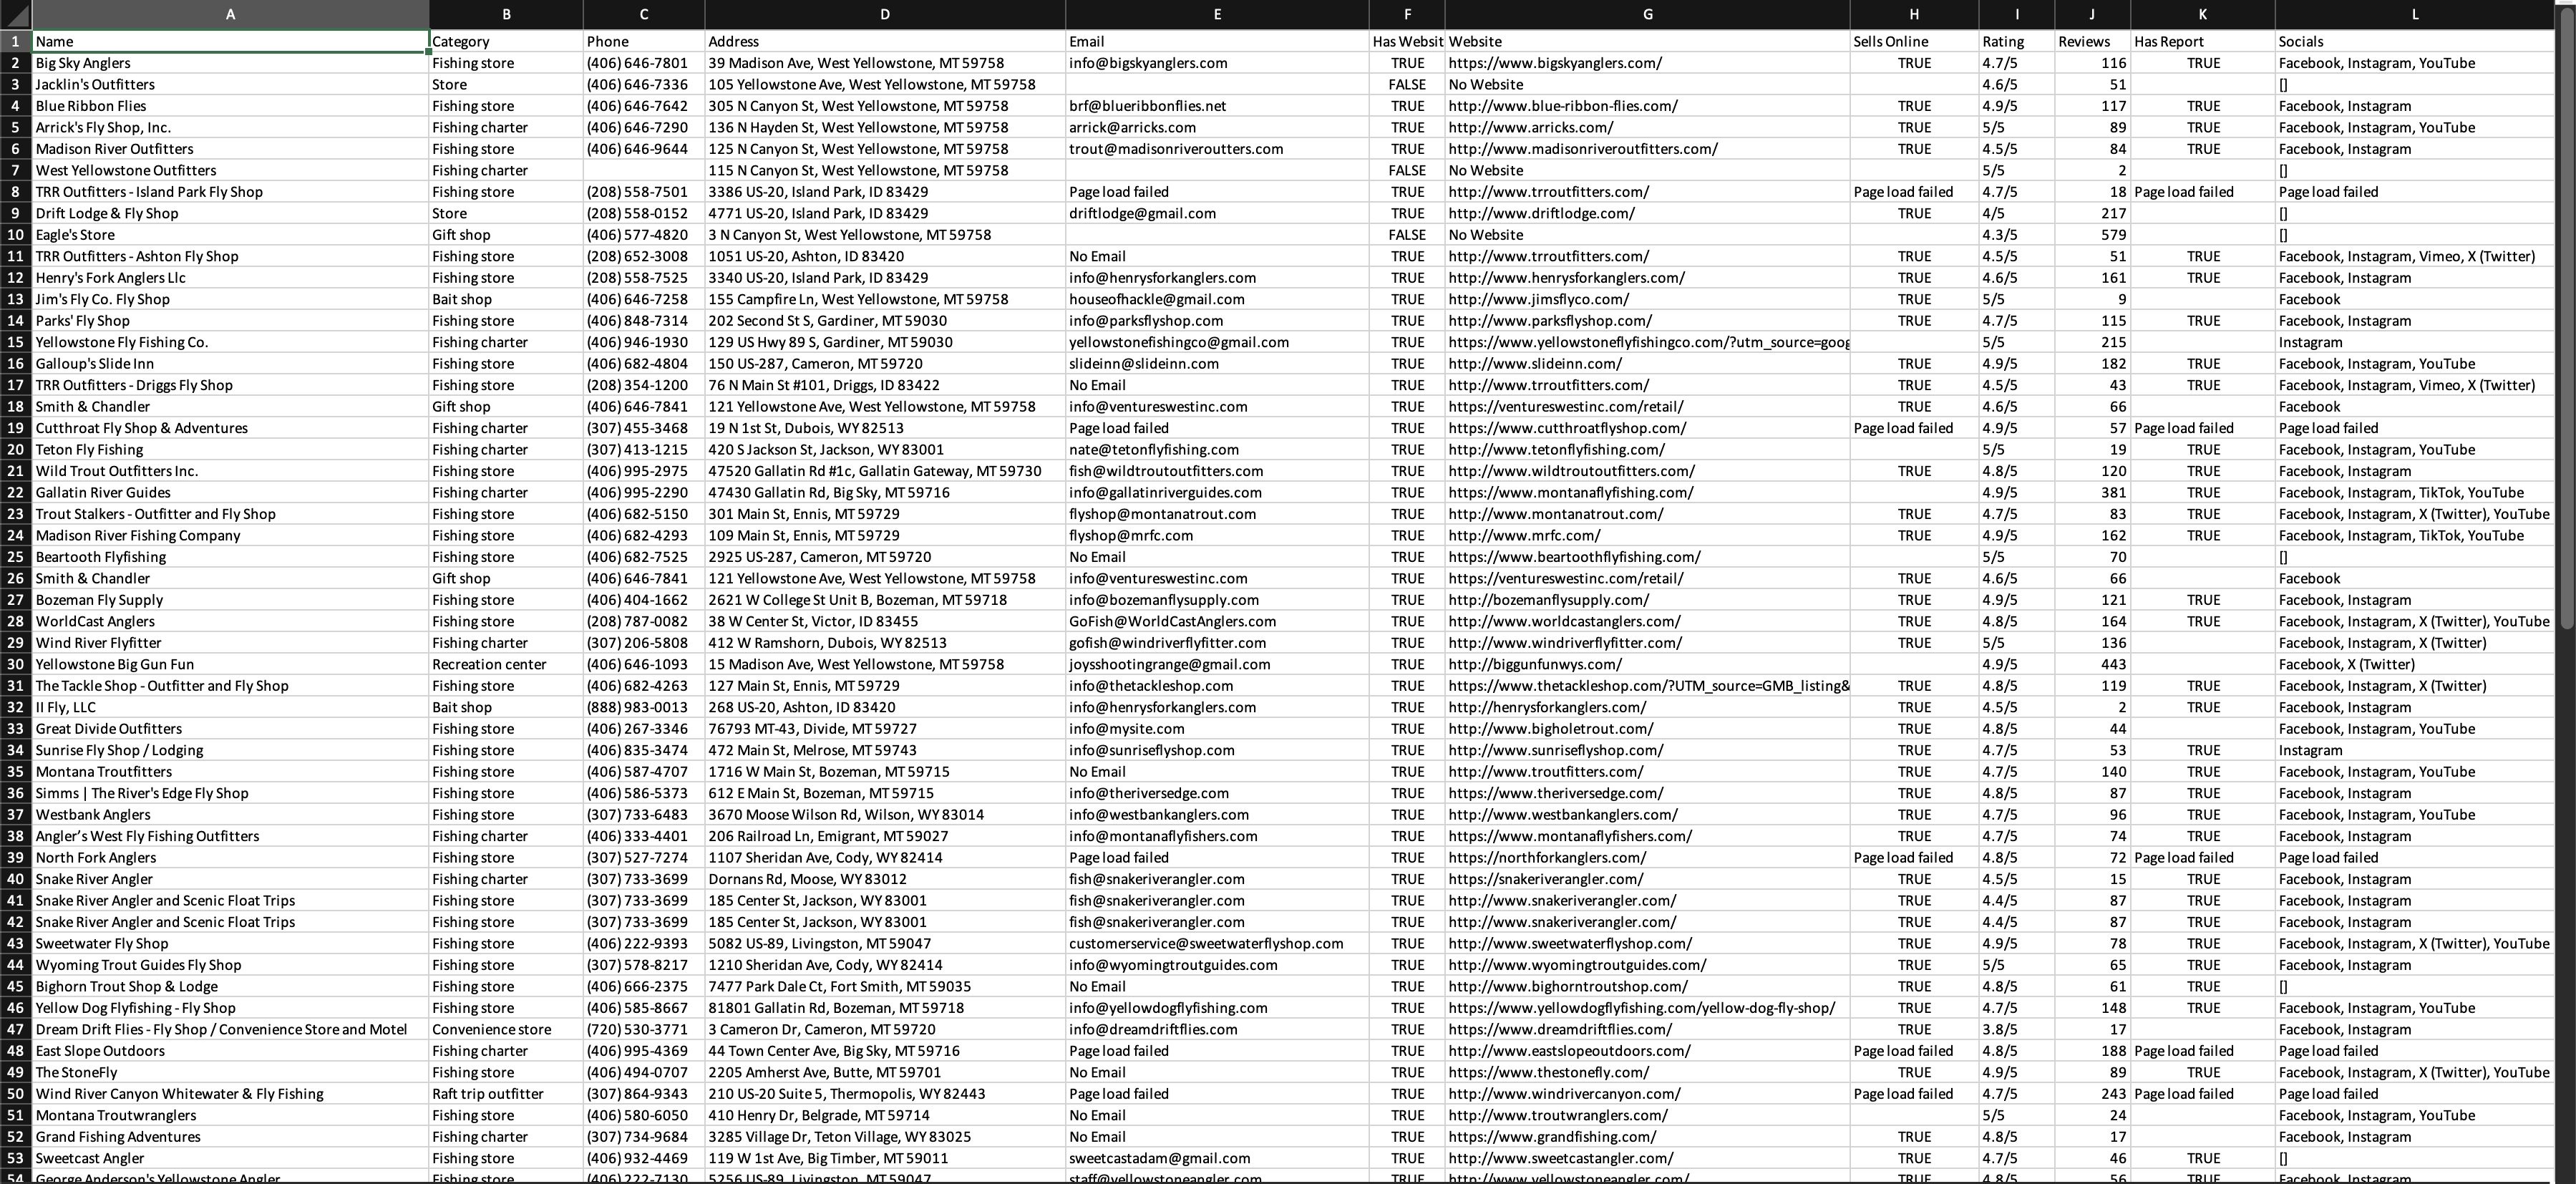 A B C D E F G H I J K L
1 Name Category Phone Address Email Has Websit Website Sells Online Rating Reviews Has Report Socials
2 Big Sky Anglers Fishing store (406) 646-7801 39 Madison Ave, West Yellowstone, MT 59758 info@bigskyanglers.com TRUE https://www.bigskyanglers.com/ TRUE 4.7/5 116 TRUE Facebook, Instagram, YouTube
3 Jacklin's Outfitters Store (406) 646-7336 105 Yellowstone Ave, West Yellowstone, MT 59758 FALSE No Website 4.6/5 51 []
4 Blue Ribbon Flies Fishing store (406) 646-7642 305 N Canyon St, West Yellowstone, MT 59758 brf@blueribbonflies.net TRUE http://www.blue-ribbon-flies.com/ TRUE 4.9/5 117 TRUE Facebook, Instagram
5 Arrick's Fly Shop, Inc. Fishing charter (406) 646-7290 136 N Hayden St, West Yellowstone, MT 59758 arrick@arricks.com TRUE http://www.arricks.com/ TRUE 5/5 89 TRUE Facebook, Instagram, YouTube
6 Madison River Outfitters Fishing store (406) 646-9644 125 N Canyon St, West Yellowstone, MT 59758 trout@madisonriveroutters.com TRUE http://www.madisonriveroutfitters.com/ TRUE 4.5/5 84 TRUE Facebook, Instagram
7 West Yellowstone Outfitters Fishing charter 115 N Canyon St, West Yellowstone, MT 59758 FALSE No Website 5/5 2 []
8 TRR Outfitters - Island Park Fly Shop Fishing store (208) 558-7501 3386 US-20, Island Park, ID 83429 Page load failed TRUE http://www.trroutfitters.com/ Page load failed 4.7/5 18 Page load failed Page load failed
9 Drift Lodge & Fly Shop Store (208) 558-0152 4771 US-20, Island Park, ID 83429 driftlodge@gmail.com TRUE http://www.driftlodge.com/ TRUE 4/5 217 []
10 Eagle's Store Gift shop (406) 577-4820 3 N Canyon St, West Yellowstone, MT 59758 FALSE No Website 4.3/5 579 []
11 TRR Outfitters - Ashton Fly Shop Fishing store (208) 652-3008 1051 US-20, Ashton, ID 83420 No Email TRUE http://www.trroutfitters.com/ TRUE 4.5/5 51 TRUE Facebook, Instagram, Vimeo, X (Twitter)
12 Henry's Fork Anglers Llc Fishing store (208) 558-7525 3340 US-20, Island Park, ID 83429 info@henrysforkanglers.com TRUE http://www.henrysforkanglers.com/ TRUE 4.6/5 161 TRUE Facebook, Instagram
13 Jim's Fly Co. Fly Shop Bait shop (406) 646-7258 155 Campfire Ln, West Yellowstone, MT 59758 houseofhackle@gmail.com TRUE http://www.jimsflyco.com/ TRUE 5/5 9 Facebook
14 Parks' Fly Shop Fishing store (406) 848-7314 202 Second St S, Gardiner, MT 59030 info@parksflyshop.com TRUE http://www.parksflyshop.com/ TRUE 4.7/5 115 TRUE Facebook, Instagram
15 Yellowstone Fly Fishing Co. Fishing charter (406) 946-1930 129 US Hwy 89 S, Gardiner, MT 59030 yellowstonefishingco@gmail.com TRUE https://www.yellowstoneflyfishingco.com/?utm_source=goog 5/5 215 Instagram
16 Galloup's Slide Inn Fishing store (406) 682-4804 150 US-287, Cameron, MT 59720 slideinn@slideinn.com TRUE http://www.slideinn.com/ TRUE 4.9/5 182 TRUE Facebook, Instagram, YouTube
17 TRR Outfitters - Driggs Fly Shop Fishing store (208) 354-1200 76 N Main St #101, Driggs, ID 83422 No Email TRUE http://www.trroutfitters.com/ TRUE 4.5/5 43 TRUE Facebook, Instagram, Vimeo, X (Twitter)
18 Smith & Chandler Gift shop (406) 646-7841 121 Yellowstone Ave, West Yellowstone, MT 59758 info@ventureswestinc.com TRUE https://ventureswestinc.com/retail/ TRUE 4.6/5 66 Facebook
19 Cutthroat Fly Shop & Adventures Fishing charter (307) 455-3468 19 N 1st St, Dubois, WY 82513 Page load failed TRUE https://www.cutthroatflyshop.com/ Page load failed 4.9/5 57 Page load failed Page load failed
20 Teton Fly Fishing Fishing charter (307) 413-1215 420 S Jackson St, Jackson, WY 83001 nate@tetonflyfishing.com TRUE http://www.tetonflyfishing.com/ 5/5 19 TRUE Facebook, Instagram, YouTube
21 Wild Trout Outfitters Inc. Fishing store (406) 995-2975 47520 Gallatin Rd #1c, Gallatin Gateway, MT 59730 fish@wildtroutoutfitters.com TRUE http://www.wildtroutoutfitters.com/ TRUE 4.8/5 120 TRUE Facebook, Instagram
22 Gallatin River Guides Fishing charter (406) 995-2290 47430 Gallatin Rd, Big Sky, MT 59716 info@gallatinriverguides.com TRUE https://www.montanaflyfishing.com/ 4.9/5 381 TRUE Facebook, Instagram, TikTok, YouTube
23 Trout Stalkers - Outfitter and Fly Shop Fishing store (406) 682-5150 301 Main St, Ennis, MT 59729 flyshop@montanatrout.com TRUE http://www.montanatrout.com/ TRUE 4.7/5 83 TRUE Facebook, Instagram, X (Twitter), YouTube
24 Madison River Fishing Company Fishing store (406) 682-4293 109 Main St, Ennis, MT 59729 flyshop@mrfc.com TRUE http://www.mrfc.com/ TRUE 4.9/5 162 TRUE Facebook, Instagram, TikTok, YouTube
25 Beartooth Flyfishing Fishing store (406) 682-7525 2925 US-287, Cameron, MT 59720 No Email TRUE https://www.beartoothflyfishing.com/ 5/5 70 []
26 Smith & Chandler Gift shop (406) 646-7841 121 Yellowstone Ave, West Yellowstone, MT 59758 info@ventureswestinc.com TRUE https://ventureswestinc.com/retail/ TRUE 4.6/5 66 Facebook
27 Bozeman Fly Supply Fishing store (406) 404-1662 2621 W College St Unit B, Bozeman, MT 59718 info@bozemanflysupply.com TRUE http://bozemanflysupply.com/ TRUE 4.9/5 121 TRUE Facebook, Instagram
28 WorldCast Anglers Fishing store (208) 787-0082 38 W Center St, Victor, ID 83455 GoFish@WorldCastAnglers.com TRUE http://www.worldcastanglers.com/ TRUE 4.8/5 164 TRUE Facebook, Instagram, X (Twitter), YouTube
29 Wind River Flyfitter Fishing charter (307) 206-5808 412 W Ramshorn, Dubois, WY 82513 gofish@windriverflyfitter.com TRUE http://www.windriverflyfitter.com/ TRUE 5/5 136 Facebook, Instagram, X (Twitter)
30 Yellowstone Big Gun Fun Recreation center (406) 646-1093 15 Madison Ave, West Yellowstone, MT 59758 joysshootingrange@gmail.com TRUE http://biggunfunwys.com/ 4.9/5 443 Facebook, X (Twitter)
31 The Tackle Shop - Outfitter and Fly Shop Fishing store (406) 682-4263 127 Main St, Ennis, MT 59729 info@thetackleshop.com TRUE https://www.thetackleshop.com/?UTM_source=GMB_listing& TRUE 4.8/5 119 TRUE Facebook, Instagram, X (Twitter)
32 II Fly, LLC Bait shop (888) 983-0013 268 US-20, Ashton, ID 83420 info@henrysforkanglers.com TRUE http://henrysforkanglers.com/ TRUE 4.5/5 2 TRUE Facebook, Instagram
33 Great Divide Outfitters Fishing store (406) 267-3346 76793 MT-43, Divide, MT 59727 info@mysite.com TRUE http://www.bigholetrout.com/ TRUE 4.8/5 44 Facebook, Instagram, YouTube
34 Sunrise Fly Shop / Lodging Fishing store (406) 835-3474 472 Main St, Melrose, MT 59743 info@sunriseflyshop.com TRUE http://www.sunriseflyshop.com/ TRUE 4.7/5 53 TRUE Instagram
35 Montana Troutfitters Fishing store (406) 587-4707 1716 W Main St, Bozeman, MT 59715 No Email TRUE http://www.troutfitters.com/ TRUE 4.7/5 140 TRUE Facebook, Instagram, YouTube
36 Simms | The River's Edge Fly Shop Fishing store (406) 586-5373 612 E Main St, Bozeman, MT 59715 info@theriversedge.com TRUE http://www.theriversedge.com/ TRUE 4.8/5 87 TRUE Facebook, Instagram
37 Westbank Anglers Fishing store (307) 733-6483 3670 Moose Wilson Rd, Wilson, WY 83014 info@westbankanglers.com TRUE http://www.westbankanglers.com/ TRUE 4.7/5 96 TRUE Facebook, Instagram, YouTube
38 Angler’s West Fly Fishing Outfitters Fishing charter (406) 333-4401 206 Railroad Ln, Emigrant, MT 59027 info@montanaflyfishers.com TRUE https://www.montanaflyfishers.com/ TRUE 4.7/5 74 TRUE Facebook, Instagram
39 North Fork Anglers Fishing store (307) 527-7274 1107 Sheridan Ave, Cody, WY 82414 Page load failed TRUE https://northforkanglers.com/ Page load failed 4.8/5 72 Page load failed Page load failed
40 Snake River Angler Fishing charter (307) 733-3699 Dornans Rd, Moose, WY 83012 fish@snakeriverangler.com TRUE https://snakeriverangler.com/ TRUE 4.5/5 15 TRUE Facebook, Instagram
41 Snake River Angler and Scenic Float Trips Fishing store (307) 733-3699 185 Center St, Jackson, WY 83001 fish@snakeriverangler.com TRUE http://www.snakeriverangler.com/ TRUE 4.4/5 87 TRUE Facebook, Instagram
42 Snake River Angler and Scenic Float Trips Fishing store (307) 733-3699 185 Center St, Jackson, WY 83001 fish@snakeriverangler.com TRUE http://www.snakeriverangler.com/ TRUE 4.4/5 87 TRUE Facebook, Instagram
43 Sweetwater Fly Shop Fishing store (406) 222-9393 5082 US-89, Livingston, MT 59047 customerservice@sweetwaterflyshop.com TRUE http://www.sweetwaterflyshop.com/ TRUE 4.9/5 78 TRUE Facebook, Instagram, X (Twitter), YouTube
44 Wyoming Trout Guides Fly Shop Fishing store (307) 578-8217 1210 Sheridan Ave, Cody, WY 82414 info@wyomingtroutguides.com TRUE http://www.wyomingtroutguides.com/ TRUE 5/5 65 TRUE Facebook, Instagram
45 Bighorn Trout Shop & Lodge Fishing store (406) 666-2375 7477 Park Dale Ct, Fort Smith, MT 59035 No Email TRUE http://www.bighorntroutshop.com/ TRUE 4.8/5 61 TRUE []
46 Yellow Dog Flyfishing - Fly Shop Fishing store (406) 585-8667 81801 Gallatin Rd, Bozeman, MT 59718 info@yellowdogflyfishing.com TRUE https://www.yellowdogflyfishing.com/yellow-dog-fly-shop/ TRUE 4.7/5 148 TRUE Facebook, Instagram, YouTube
47 Dream Drift Flies - Fly Shop / Convenience Store and Motel Convenience store (720) 530-3771 3 Cameron Dr, Cameron, MT 59720 info@dreamdriftflies.com TRUE https://www.dreamdriftflies.com/ TRUE 3.8/5 17 Facebook, Instagram
48 East Slope Outdoors Fishing charter (406) 995-4369 44 Town Center Ave, Big Sky, MT 59716 Page load failed TRUE http://www.eastslopeoutdoors.com/ Page load failed 4.8/5 188 Page load failed Page load failed
49 The StoneFly Fishing store (406) 494-0707 2205 Amherst Ave, Butte, MT 59701 No Email TRUE http://www.thestonefly.com/ TRUE 4.9/5 89 TRUE Facebook, Instagram, X (Twitter), YouTube
50 Wind River Canyon Whitewater & Fly Fishing Raft trip outfitter (307) 864-9343 210 US-20 Suite 5, Thermopolis, WY 82443 Page load failed TRUE http://www.windrivercanyon.com/ Page load failed 4.7/5 243 Page load failed Page load failed
51 Montana Troutwranglers Fishing store (406) 580-6050 410 Henry Dr, Belgrade, MT 59714 No Email TRUE http://www.troutwranglers.com/ 5/5 24 Facebook, Instagram, YouTube
52 Grand Fishing Adventures Fishing charter (307) 734-9684 3285 Village Dr, Teton Village, WY 83025 No Email TRUE https://www.grandfishing.com/ TRUE 4.8/5 17 Facebook, Instagram
53 Sweetcast Angler Fishing store (406) 932-4469 119 W 1st Ave, Big Timber, MT 59011 sweetcastadam@gmail.com TRUE http://www.sweetcastangler.com/ TRUE 4.7/5 46 TRUE []
54 George Anderson's Yellowstone Angler Fishing store (406) 222-7130 5256 US-89, Livingston, MT 59047 staff@yellowstoneangler.com TRUE http://www.yellowstoneangler.com/ TRUE 4.8/5 56 TRUE Facebook, Instagram